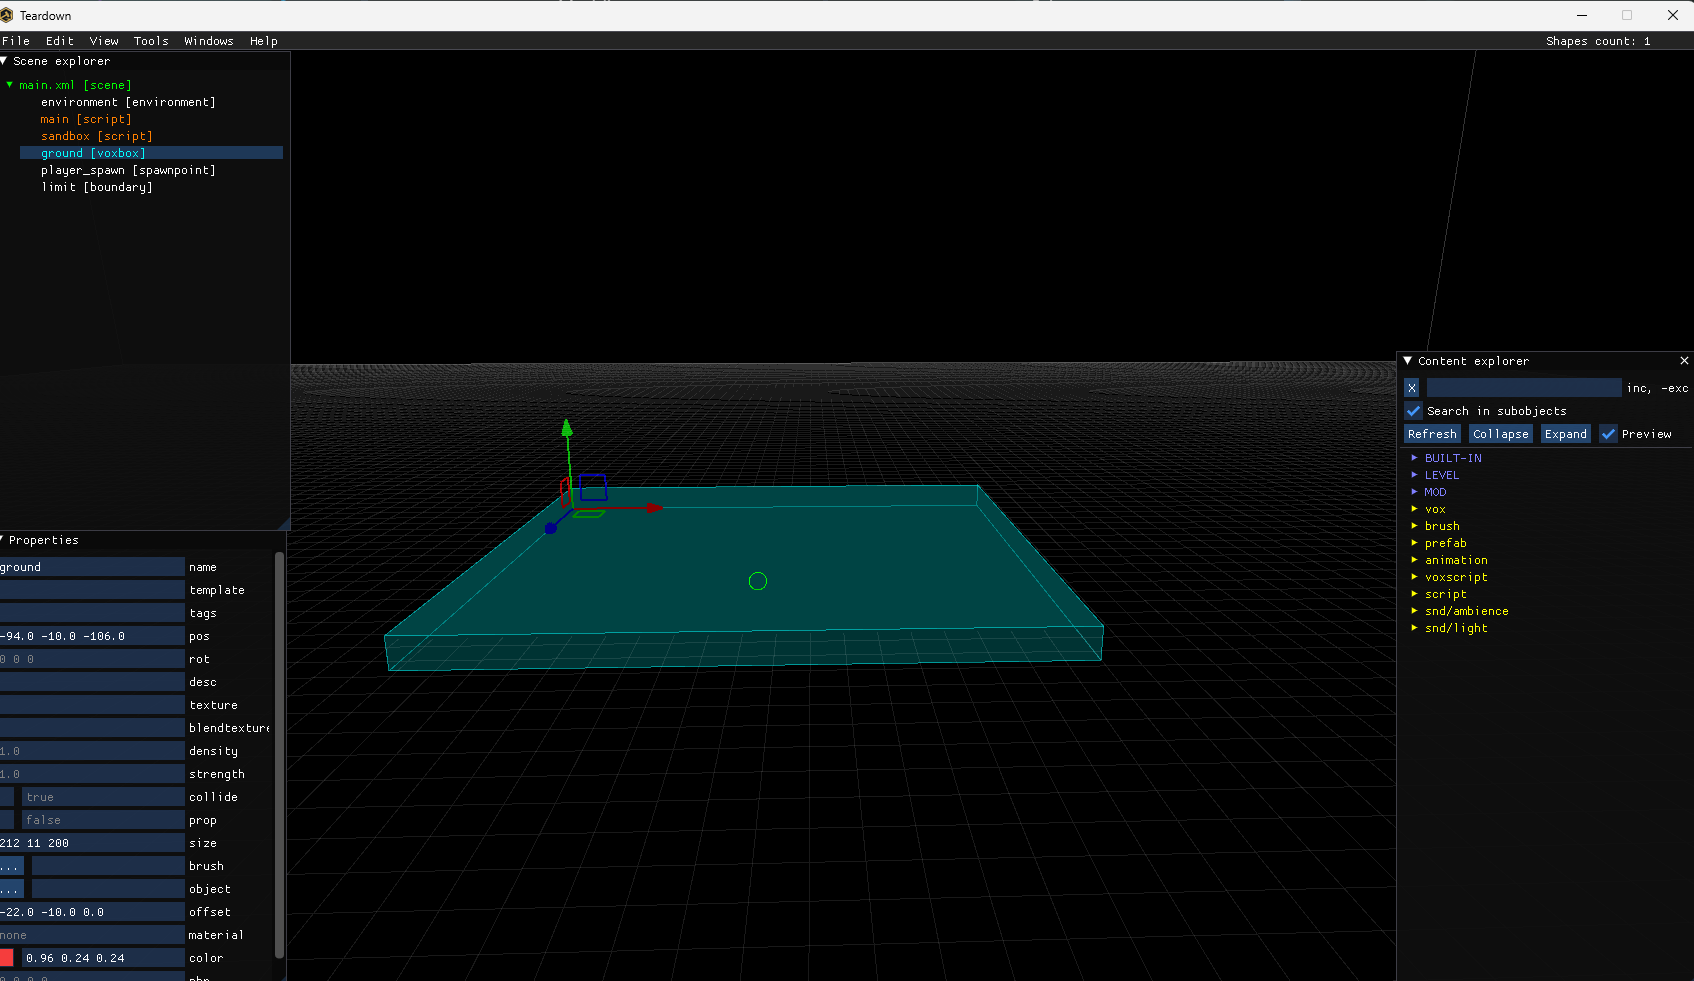 Teardown
File Edit View Tools Windows Help
Shapes count: 1
Scene explorer
main.xml [scene]
environment [environment]
main [script]
sandbox [script]
ground [voxbox]
player_spawn [spawnpoint]
limit [boundary]
Properties
ground name
template
tags
-94.0 -10.0 -106.0 pos
0 0 0 rot
desc
texture
blendtexture
1.0 density
1.0 strength
true collide
false prop
212 11 200 size
... brush
... object
-22.0 -10.0 0.0 offset
none material
0.96 0.24 0.24 color
Content explorer
X inc, -exc
Search in subobjects
Refresh Collapse Expand Preview
BUILT-IN
LEVEL
MOD
vox
brush
prefab
animation
voxscript
script
snd/ambience
snd/light